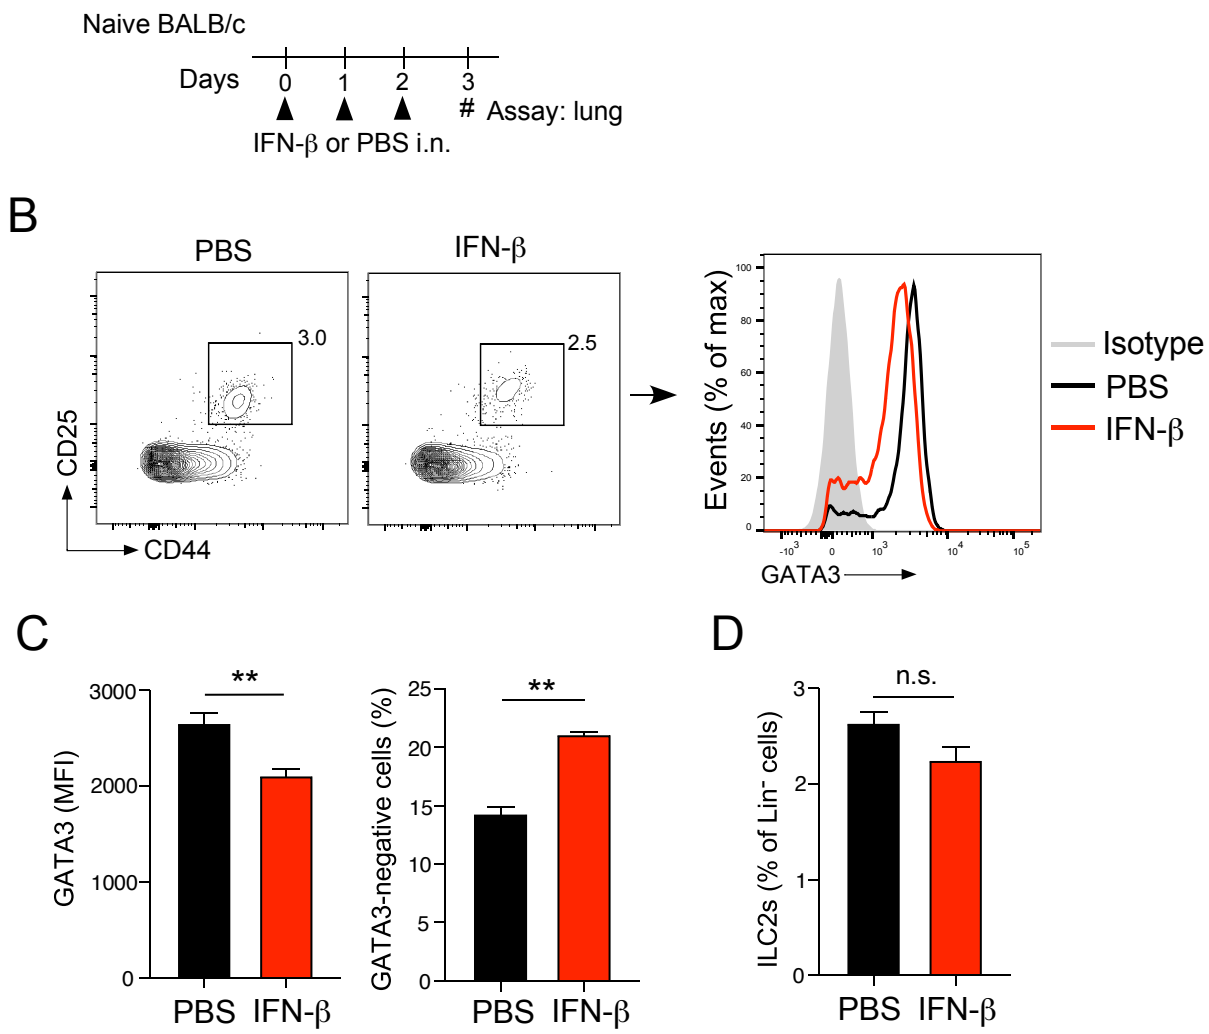 Naive BALB/c
Days 0 1 2 3
# Assay: lung
IFN-β or PBS i.n.
B
PBS
IFN-β
3.0
2.5
CD25
CD44
Events (% of max)
100
80
60
40
20
0
-10³ 0 10³ 10⁴ 10⁵
GATA3
Isotype
PBS
IFN-β
C
**
GATA3 (MFI)
3000
2000
1000
0
PBS IFN-β
**
GATA3-negative cells (%)
25
20
15
10
5
0
PBS IFN-β
D
n.s.
ILC2s (% of Lin⁻ cells)
3
2
1
0
PBS IFN-β